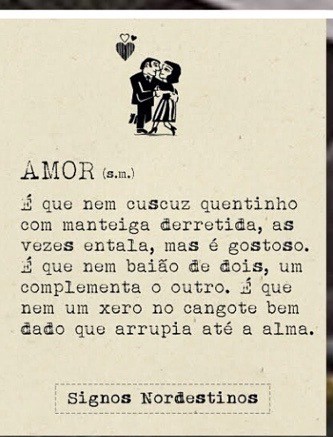 AMOR (s.m.)
É que nem cuscuz quentinho
com manteiga derretida, as
vezes entala, mas é gostoso.
É que nem baião de dois, um
complementa o outro. É que
nem um xero no cangote bem
dado que arrupia até a alma.
Signos Nordestinos